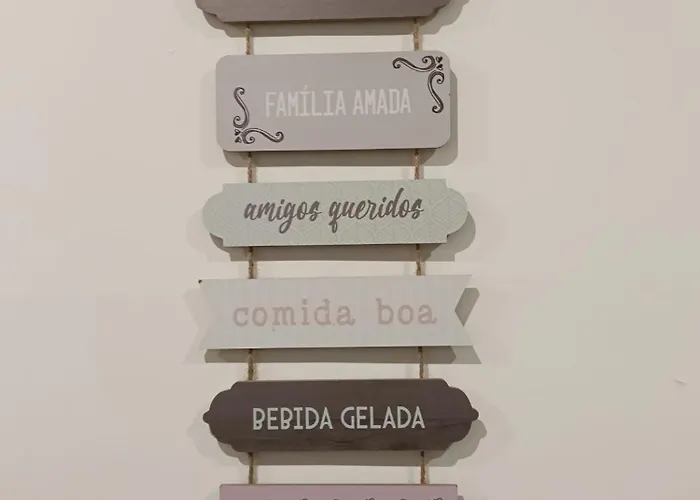 FAMÍLIA AMADA
amigos queridos
comida boa
BEBIDA GELADA